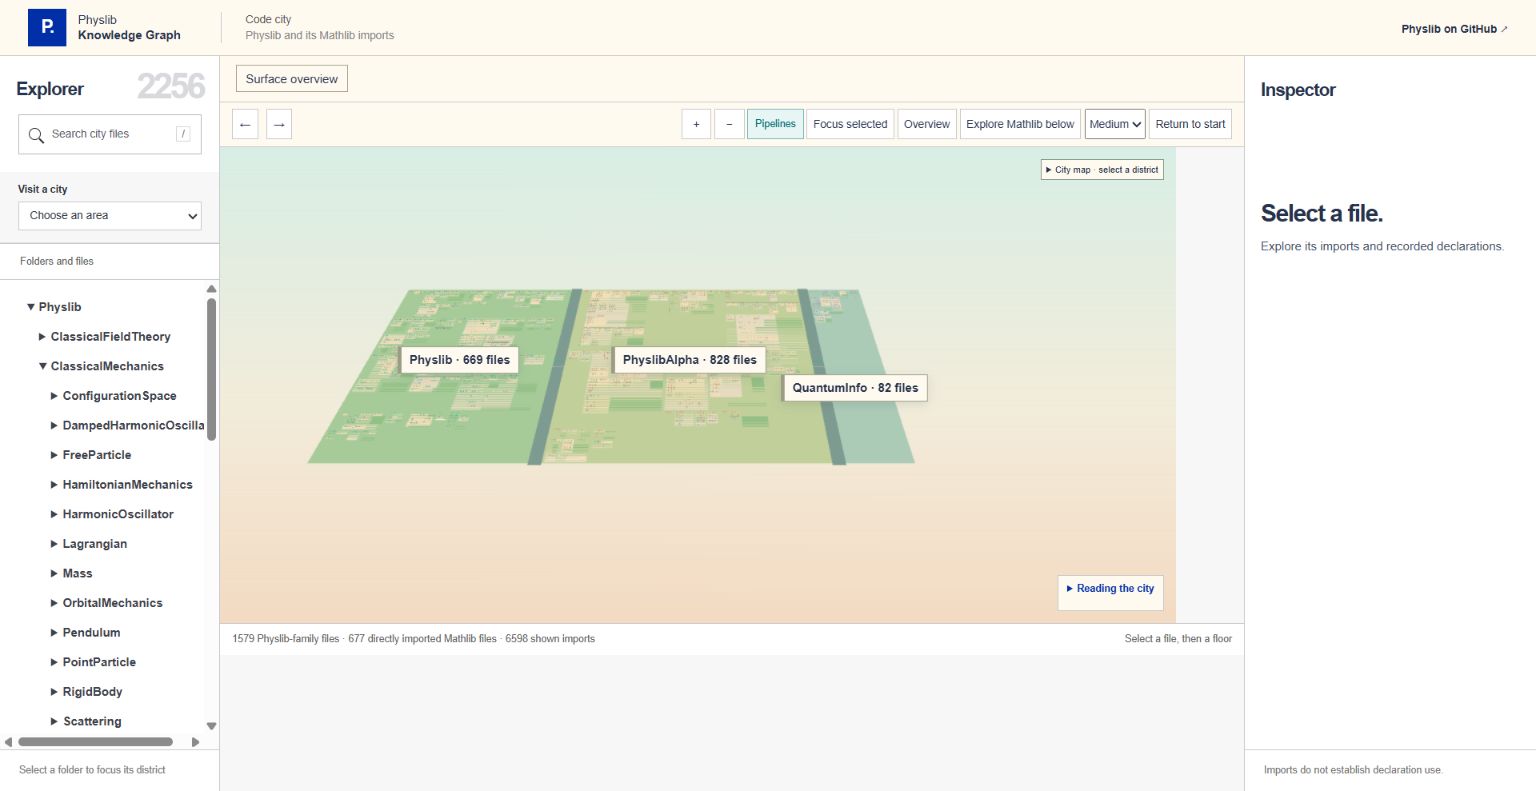 P.
Physlib
Knowledge Graph
Code city
Physlib and its Mathlib imports
Physlib on GitHub ↗
Explorer
2256
Search city files
/
Visit a city
Choose an area
Folders and files
▼ Physlib
▶ ClassicalFieldTheory
▼ ClassicalMechanics
▶ ConfigurationSpace
▶ DampedHarmonicOscilla
▶ FreeParticle
▶ HamiltonianMechanics
▶ HarmonicOscillator
▶ Lagrangian
▶ Mass
▶ OrbitalMechanics
▶ Pendulum
▶ PointParticle
▶ RigidBody
▶ Scattering
Select a folder to focus its district
Surface overview
← → + − Pipelines Focus selected Overview Explore Mathlib below Medium Return to start
▶ City map · select a district
Physlib · 669 files
PhyslibAlpha · 828 files
QuantumInfo · 82 files
▶ Reading the city
1579 Physlib-family files · 677 directly imported Mathlib files · 6598 shown imports
Select a file, then a floor
Inspector
Select a file.
Explore its imports and recorded declarations.
Imports do not establish declaration use.